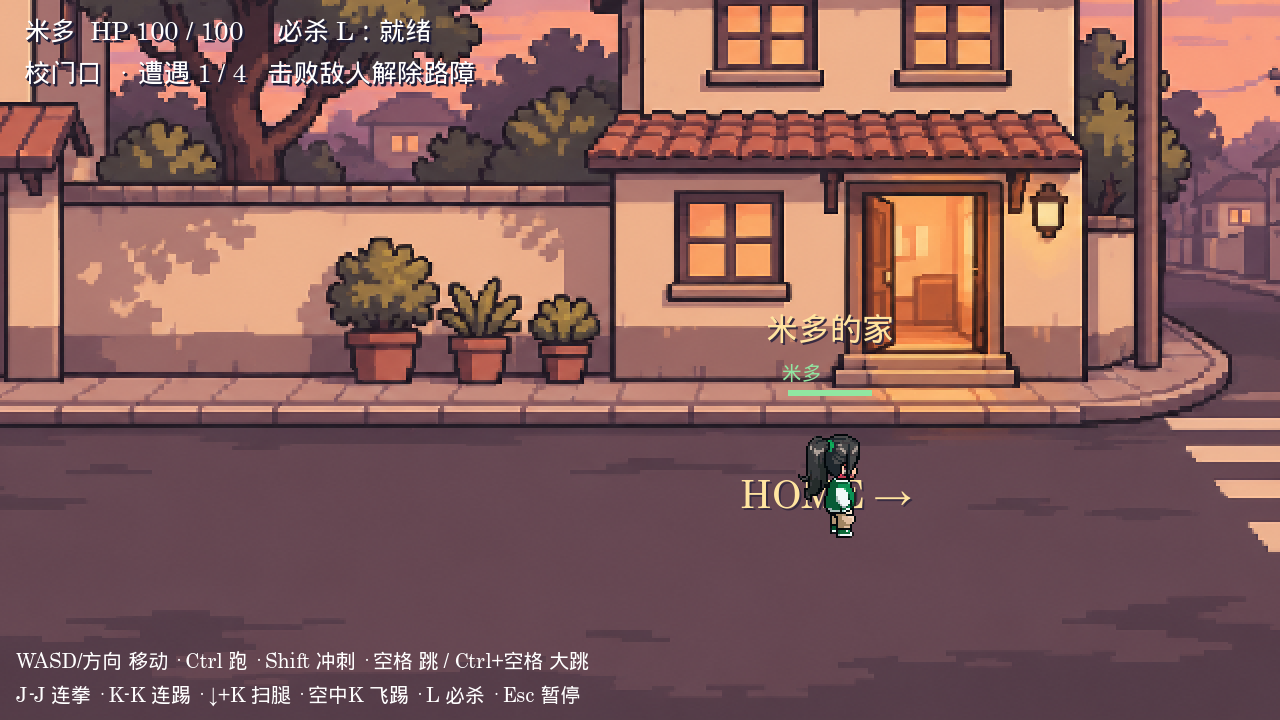 米多 HP 100 / 100 必杀 L：就绪
校门口 · 遭遇 1 / 4 击败敌人解除路障
米多的家
米多
HOME →
WASD/方向 移动 · Ctrl 跑 · Shift 冲刺 · 空格 跳 / Ctrl+空格 大跳
J-J 连拳 · K-K 连踢 · ↓+K 扫腿 · 空中K 飞踢 · L 必杀 · Esc 暂停